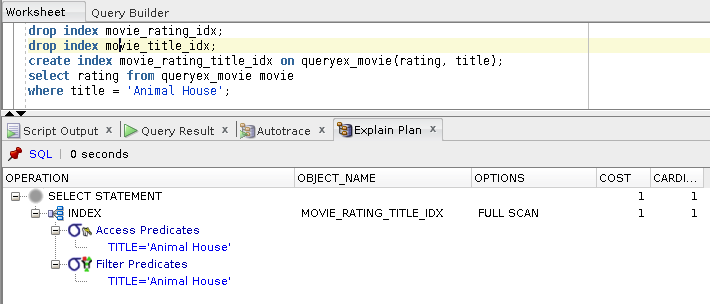 Worksheet Query Builder
drop index movie_rating_idx;
drop index movie_title_idx;
create index movie_rating_title_idx on queryex_movie(rating, title);
select rating from queryex_movie movie
where title = 'Animal House';
Script Output x Query Result x Autotrace x Explain Plan x
SQL | 0 seconds
OPERATION OBJECT_NAME OPTIONS COST CARDI...
SELECT STATEMENT 1 1
INDEX MOVIE_RATING_TITLE_IDX FULL SCAN 1 1
Access Predicates
TITLE='Animal House'
Filter Predicates
TITLE='Animal House'